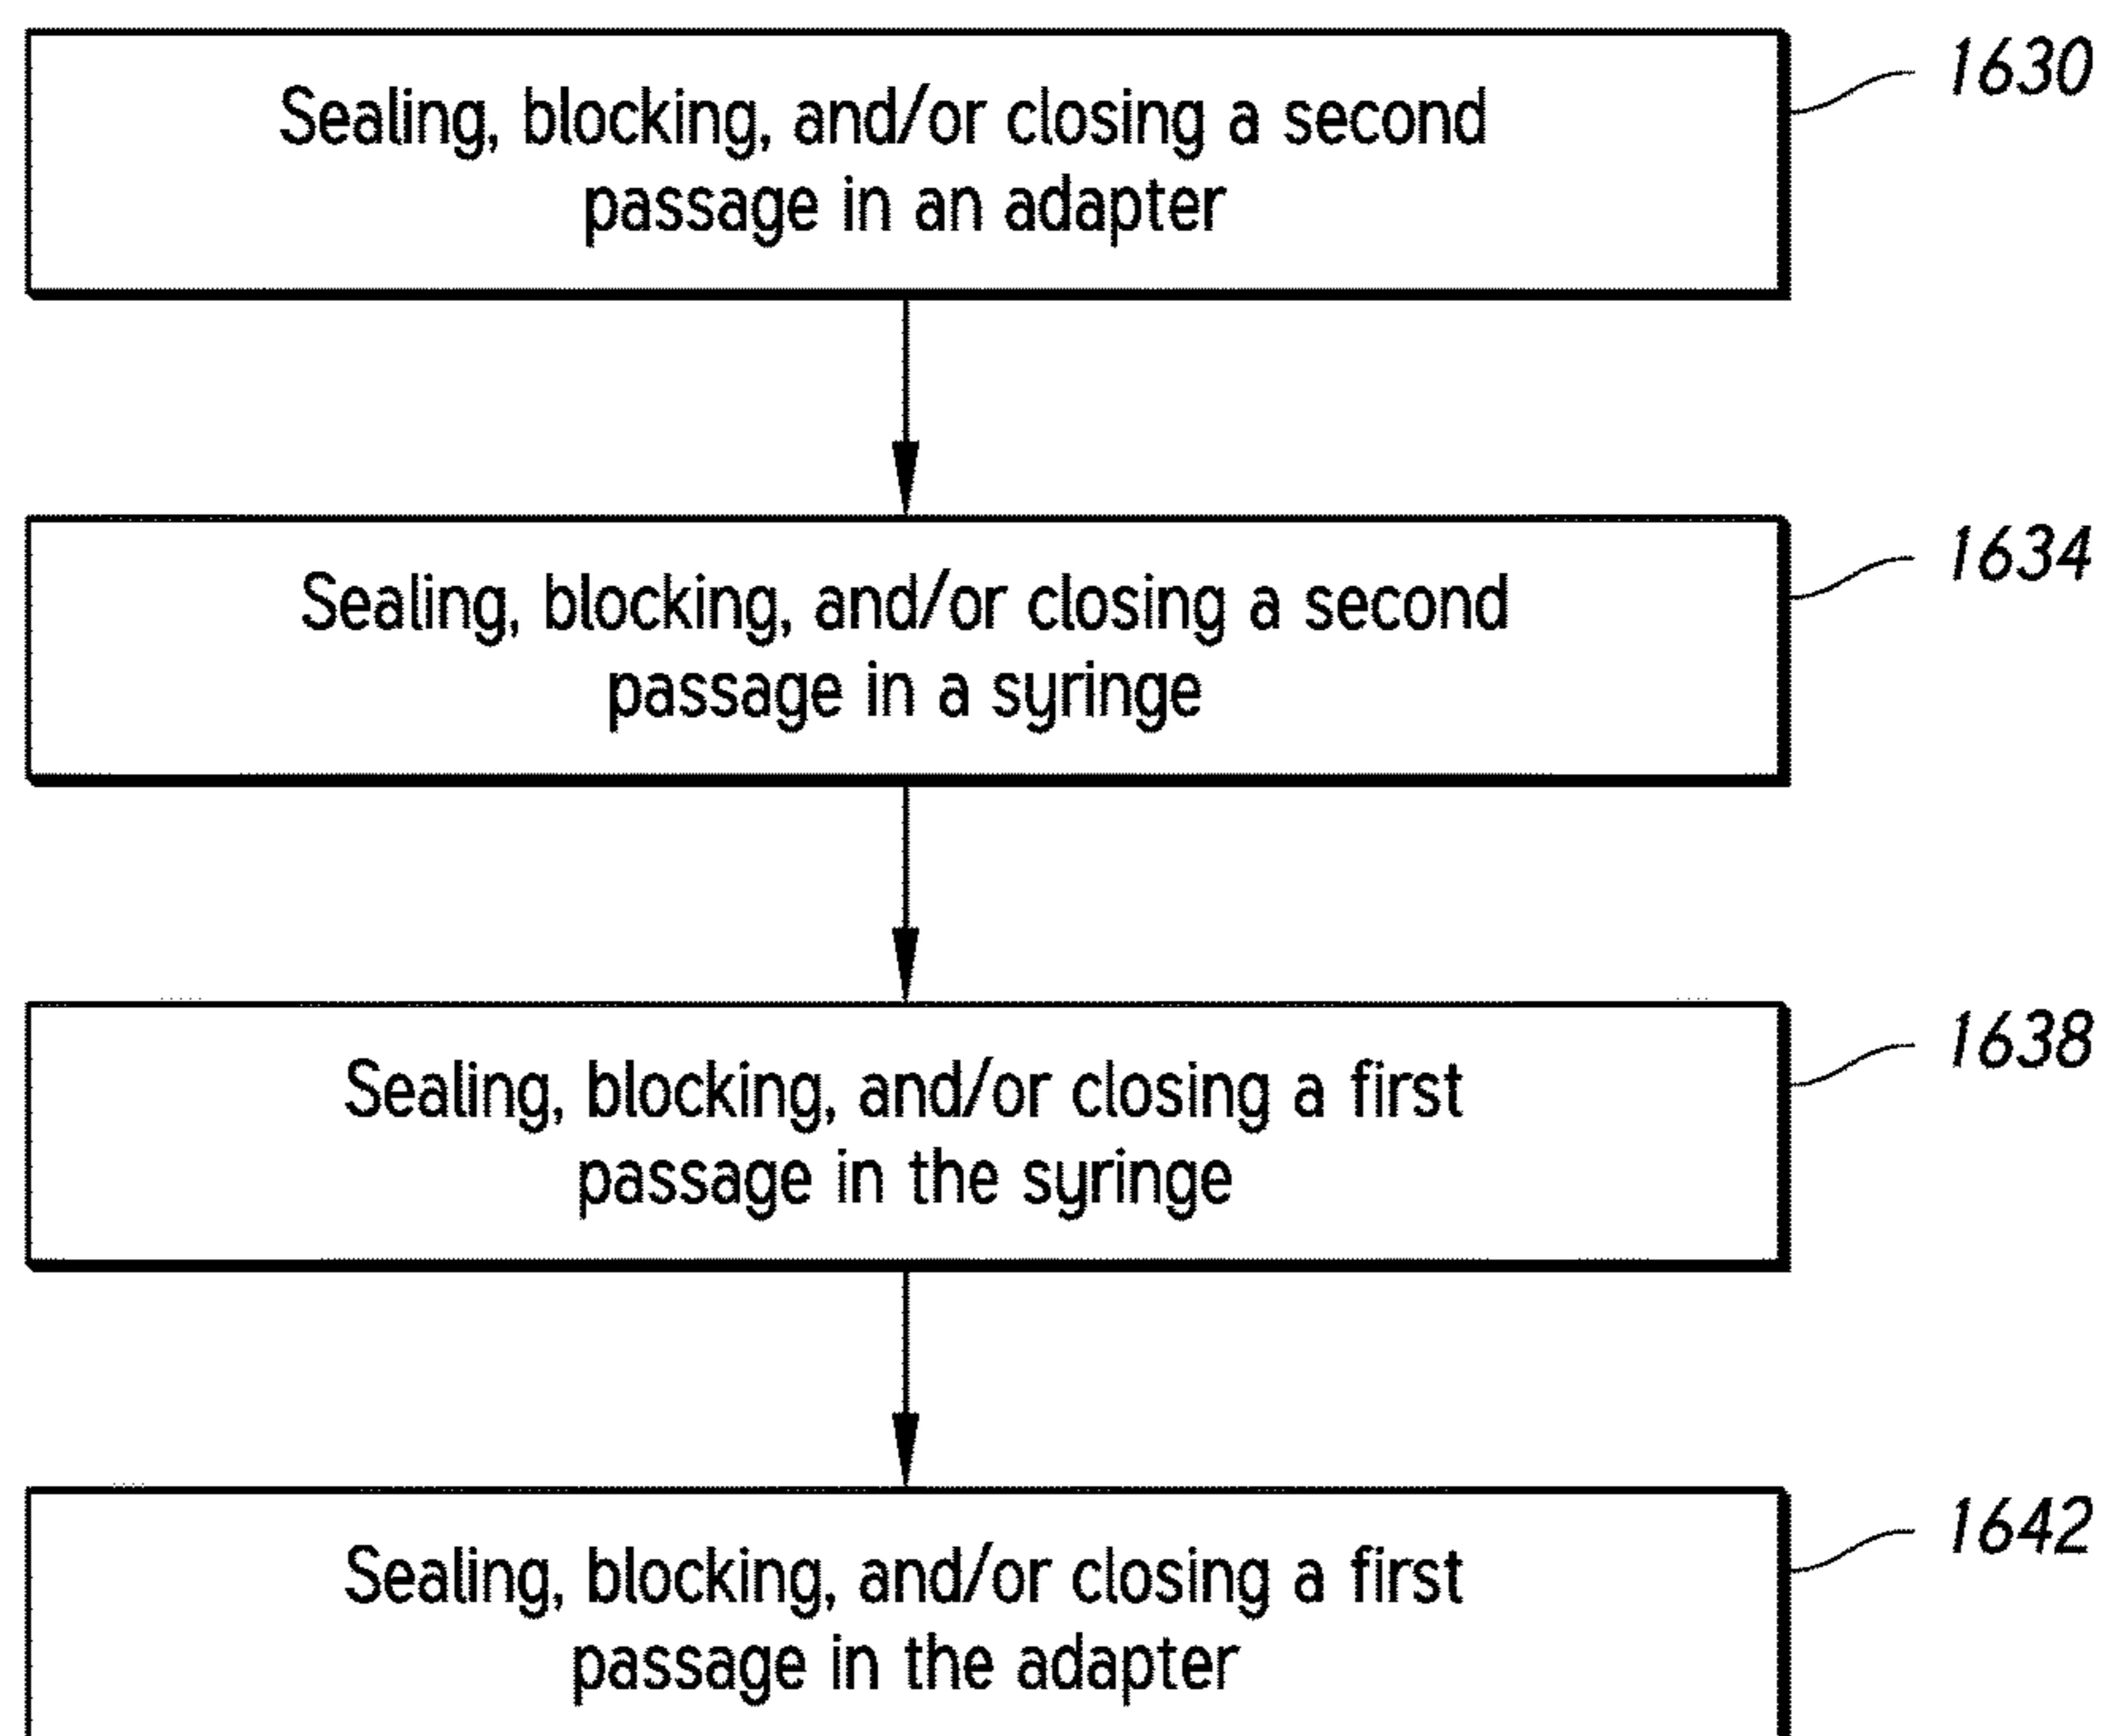 Sealing, blocking, and/or closing a second
passage in an adapter
1630
Sealing, blocking, and/or closing a second
passage in a syringe
1634
Sealing, blocking, and/or closing a first
passage in the syringe
1638
Sealing, blocking, and/or closing a first
passage in the adapter
1642